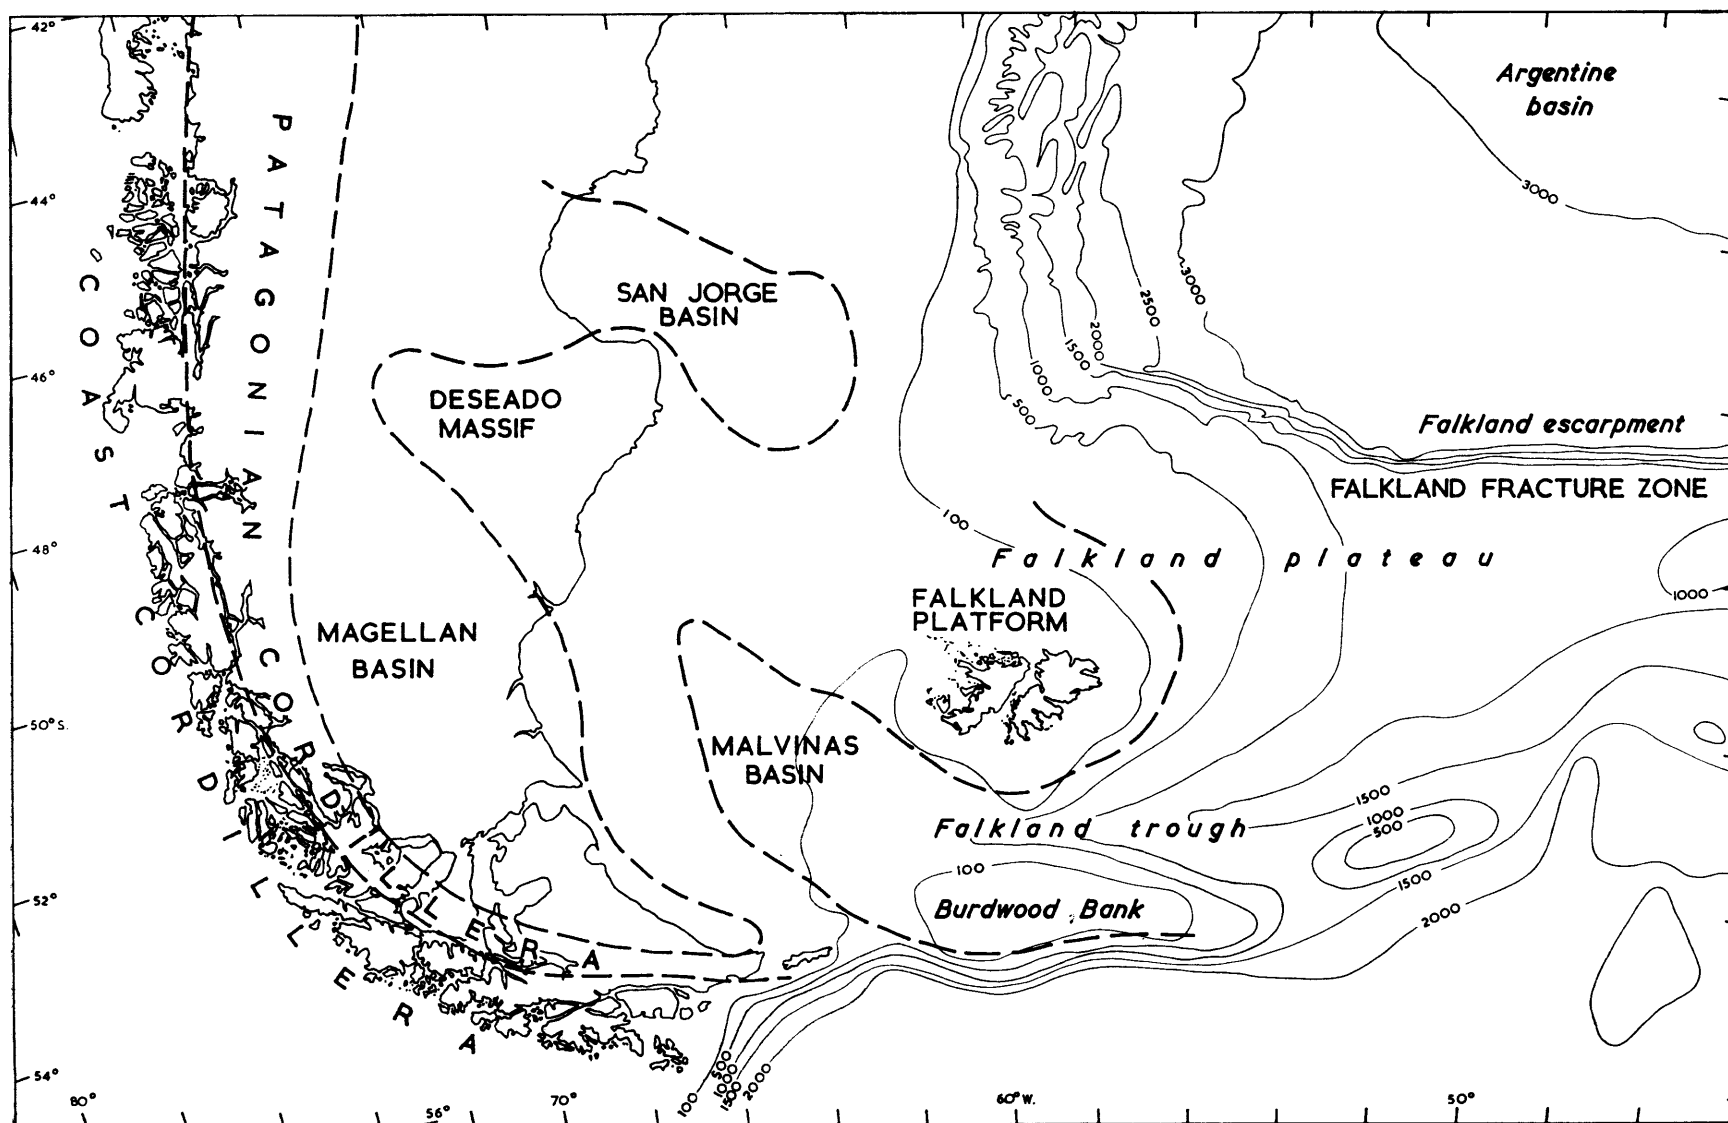 42°
44°
46°
48°
50°S.
52°
54°
80°
56°
70°
60°W.
50°
COAST CORDILLERA
PATAGONIAN CORDILLERA
Argentine
basin
3000
3000
2500
2000
1500
1000
500
100
SAN JORGE
BASIN
DESEADO
MASSIF
Falkland escarpment
FALKLAND FRACTURE ZONE
Falkland plateau
1000
FALKLAND
PLATFORM
MAGELLAN
BASIN
MALVINAS
BASIN
Falkland trough
1500
1000
500
1500
2000
100
Burdwood Bank
100
500
1000
1500
2000